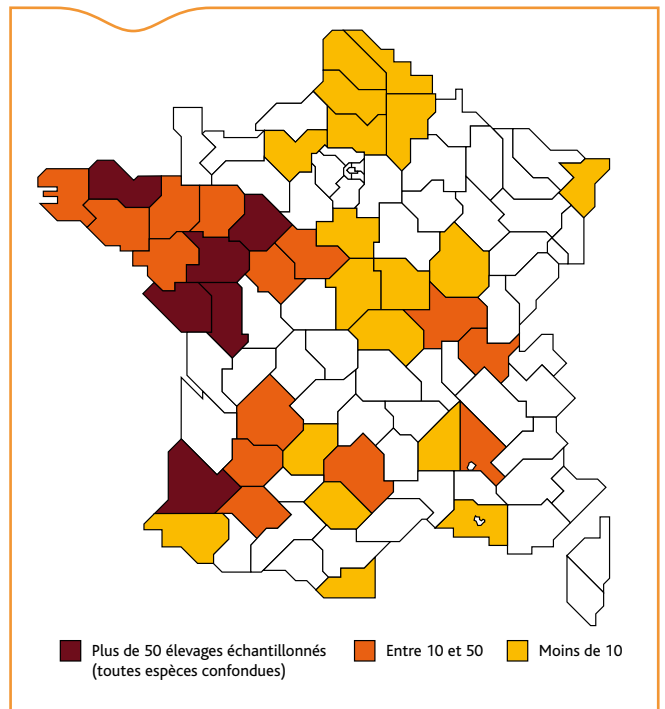 Plus de 50 élevages échantillonnés
(toutes espèces confondues)
Entre 10 et 50
Moins de 10